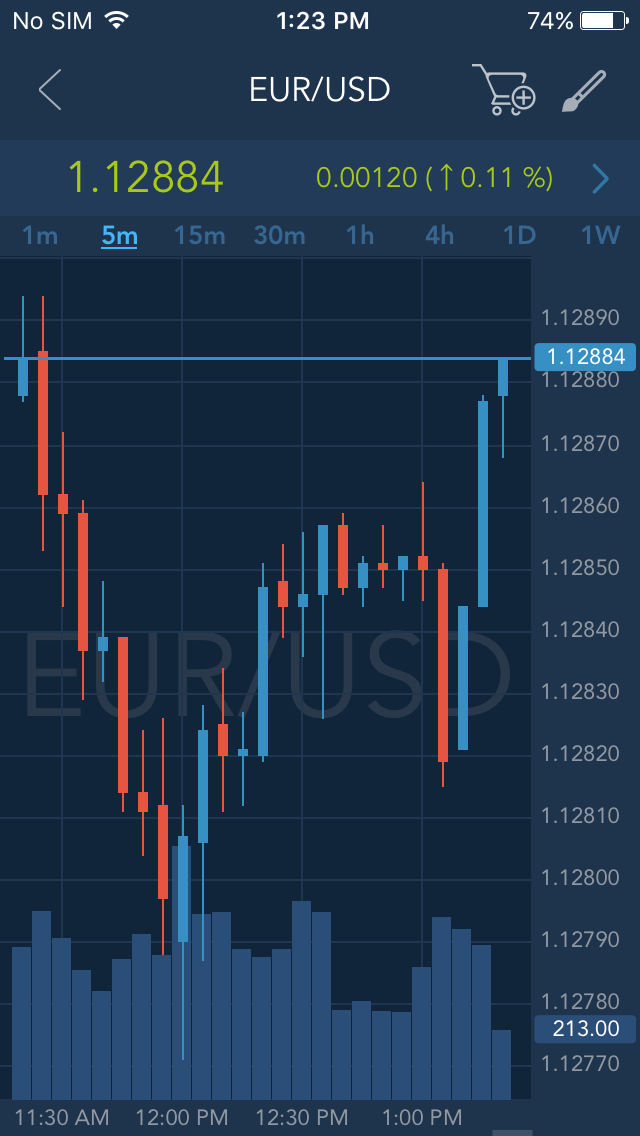 No SIM 1:23 PM 74%
EUR/USD
1.12884 0.00120 (↑0.11 %)
1m 5m 15m 30m 1h 4h 1D 1W
1.12890
1.12884
1.12880
1.12870
1.12860
1.12850
1.12840
EUR/USD
1.12830
1.12820
1.12810
1.12800
1.12790
1.12780
213.00
1.12770
11:30 AM 12:00 PM 12:30 PM 1:00 PM